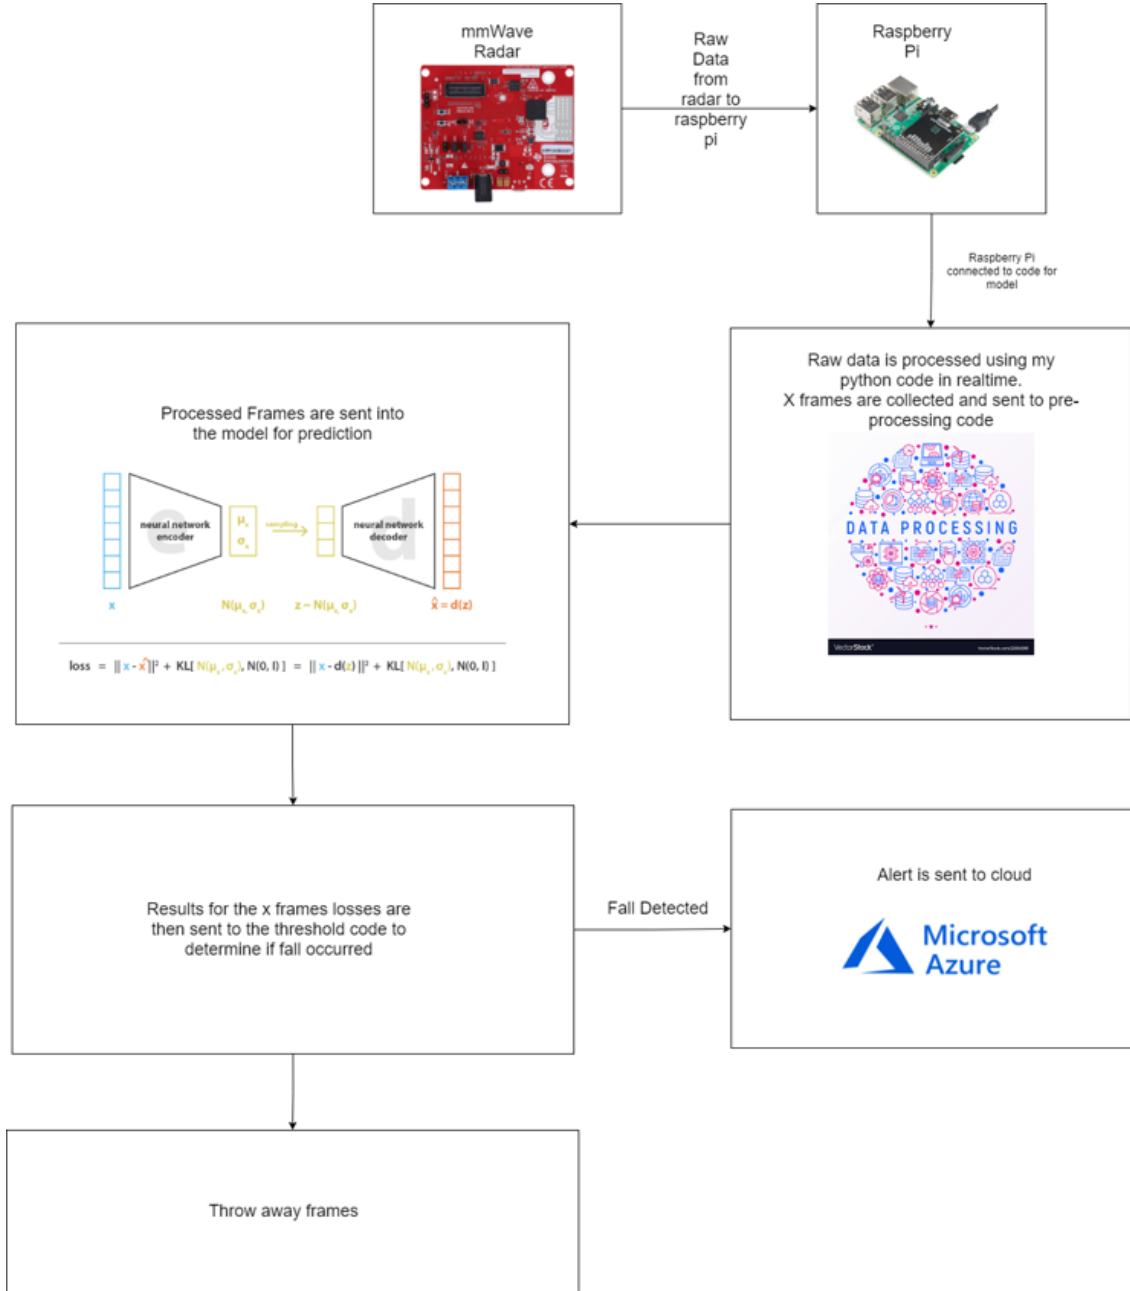 mmWave
Radar
Raw
Data
from
radar to
raspberry
pi
Raspberry
Pi
Raspberry Pi
connected to code for
model
Raw data is processed using my
python code in realtime.
X frames are collected and sent to pre-
processing code
DATA PROCESSING
VectorStock
Processed Frames are sent into
the model for prediction
e
neural network
encoder
μₓ
σₓ
sampling
d
neural network
decoder
x
N(μₓ, σₓ)
z ~ N(μₓ, σₓ)
x̂ = d(z)
loss = || x - x̂ ||² + KL[ N(μₓ, σₓ), N(0, I) ] = || x - d(z) ||² + KL[ N(μₓ, σₓ), N(0, I) ]
Results for the x frames losses are
then sent to the threshold code to
determine if fall occurred
Fall Detected
Alert is sent to cloud
Microsoft
Azure
Throw away frames